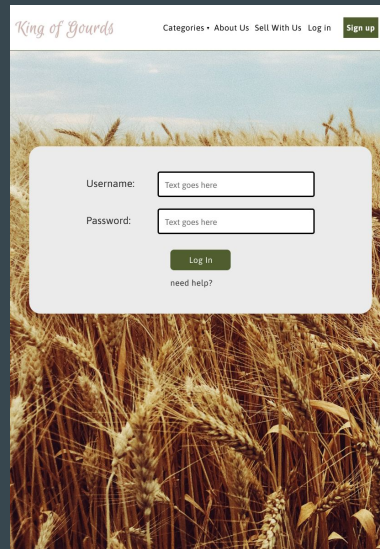 King of Gourds
Categories • About Us Sell With Us Log in Sign up
Username: Text goes here
Password: Text goes here
Log In
need help?